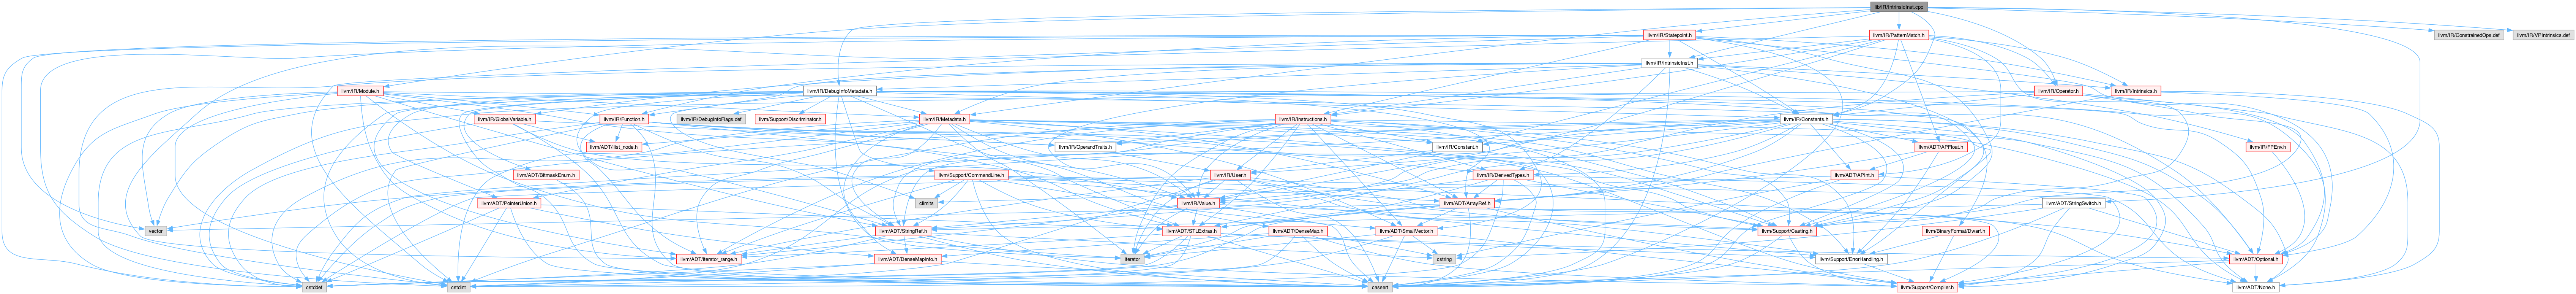 lib/IR/IntrinsicInst.cpp
llvm/IR/Statepoint.h
llvm/IR/PatternMatch.h
llvm/IR/ConstrainedOps.def
llvm/IR/VPIntrinsics.def
llvm/IR/IntrinsicInst.h
llvm/IR/Module.h
llvm/IR/DebugInfoMetadata.h
llvm/IR/Operator.h
llvm/IR/Intrinsics.h
llvm/IR/GlobalVariable.h
llvm/IR/Function.h
llvm/IR/DebugInfoFlags.def
llvm/Support/Discriminator.h
llvm/IR/Metadata.h
llvm/IR/Instructions.h
llvm/IR/Constants.h
llvm/ADT/ilist_node.h
llvm/IR/OperandTraits.h
llvm/IR/Constant.h
llvm/ADT/APFloat.h
llvm/IR/FPEnv.h
llvm/ADT/BitmaskEnum.h
llvm/Support/CommandLine.h
llvm/IR/User.h
llvm/IR/DerivedTypes.h
llvm/ADT/APInt.h
llvm/ADT/PointerUnion.h
climits
llvm/IR/Value.h
llvm/ADT/ArrayRef.h
llvm/ADT/StringSwitch.h
vector
llvm/ADT/StringRef.h
llvm/ADT/STLExtras.h
llvm/ADT/DenseMap.h
llvm/ADT/SmallVector.h
llvm/Support/Casting.h
llvm/BinaryFormat/Dwarf.h
llvm/ADT/iterator_range.h
llvm/ADT/DenseMapInfo.h
iterator
cstring
llvm/Support/ErrorHandling.h
llvm/ADT/Optional.h
cstddef
cstdint
cassert
llvm/Support/Compiler.h
llvm/ADT/None.h